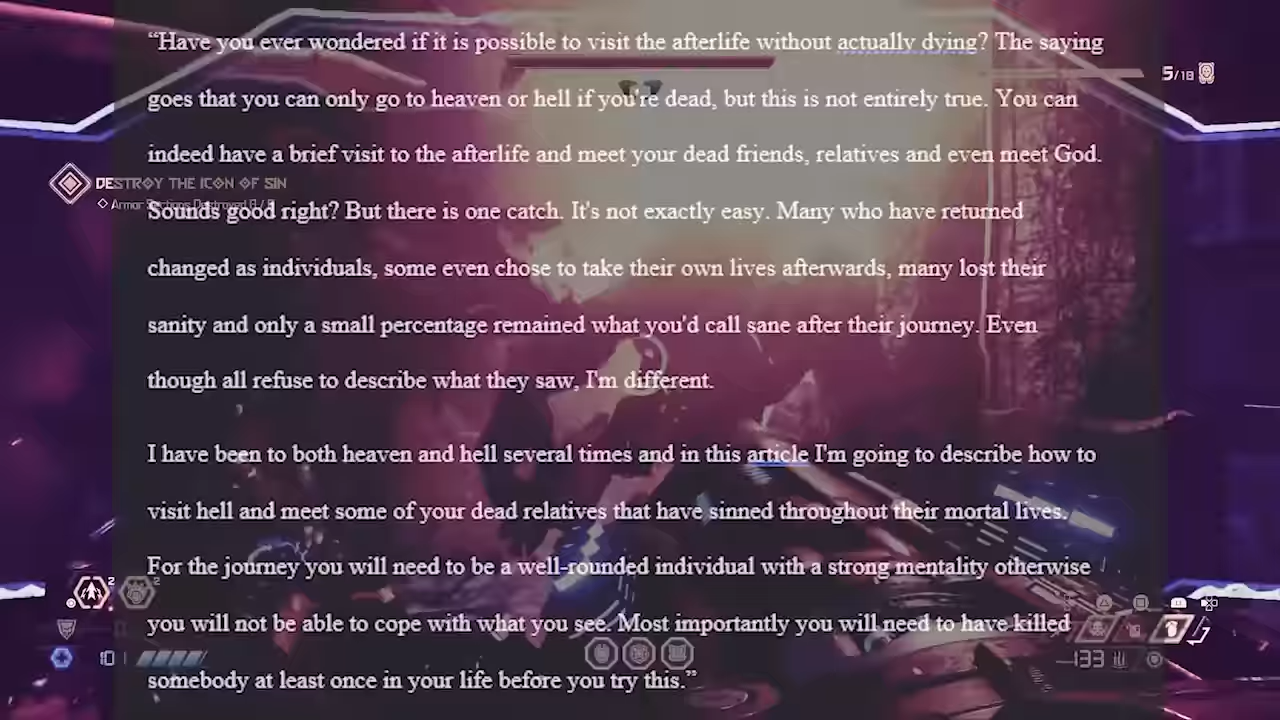 “Have you ever wondered if it is possible to visit the afterlife without actually dying? The saying
5/18
goes that you can only go to heaven or hell if you're dead, but this is not entirely true. You can
indeed have a brief visit to the afterlife and meet your dead friends, relatives and even meet God.
DESTROY THE ICON OF SIN
Armor Sections Destroyed
Sounds good right? But there is one catch. It's not exactly easy. Many who have returned
changed as individuals, some even chose to take their own lives afterwards, many lost their
sanity and only a small percentage remained what you'd call sane after their journey. Even
though all refuse to describe what they saw, I'm different.
I have been to both heaven and hell several times and in this article I'm going to describe how to
visit hell and meet some of your dead relatives that have sinned throughout their mortal lives.
For the journey you will need to be a well-rounded individual with a strong mentality otherwise
2
2
you will not be able to cope with what you see. Most importantly you will need to have killed
133
somebody at least once in your life before you try this.”